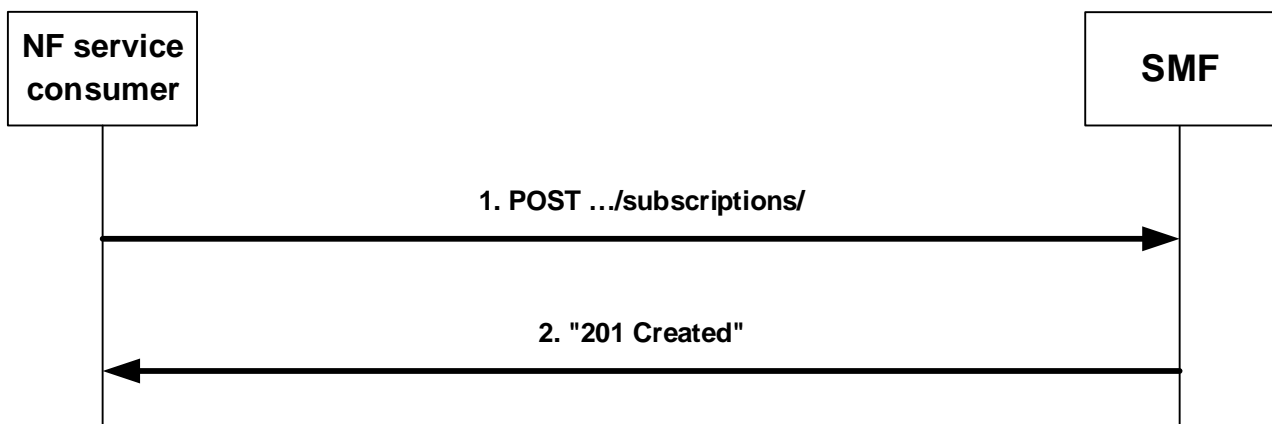 NF service
consumer
SMF
1. POST …/subscriptions/
2. "201 Created"